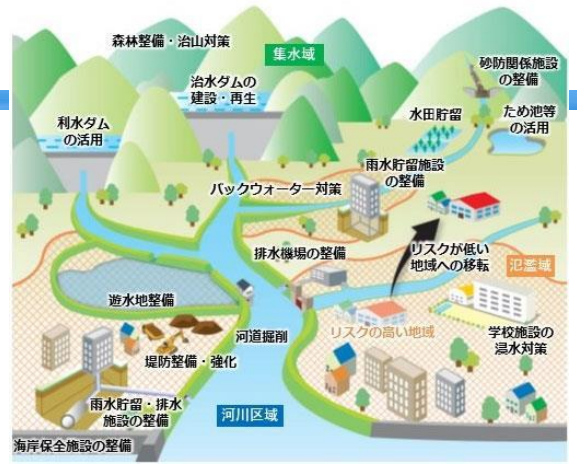 森林整備・治山対策
集水域
砂防関係施設
の整備
治水ダムの
建設・再生
水田貯留
ため池等
の活用
利水ダム
の活用
雨水貯留施設
の整備
バックウォーター対策
排水機場の整備
リスクが低い
地域への移転
氾濫域
遊水地整備
リスクの高い地域
学校施設の
浸水対策
河道掘削
堤防整備・強化
雨水貯留・排水
施設の整備
河川区域
海岸保全施設の整備